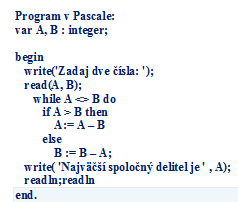 Program v Pascale:
var A, B : integer;
begin
write('Zadaj dve čísla: ');
read(A, B);
while A <> B do
if A > B then
A:= A – B
else
B := B – A;
write( 'Najväčší spoločný delitel je ' , A);
readln;readln
end.